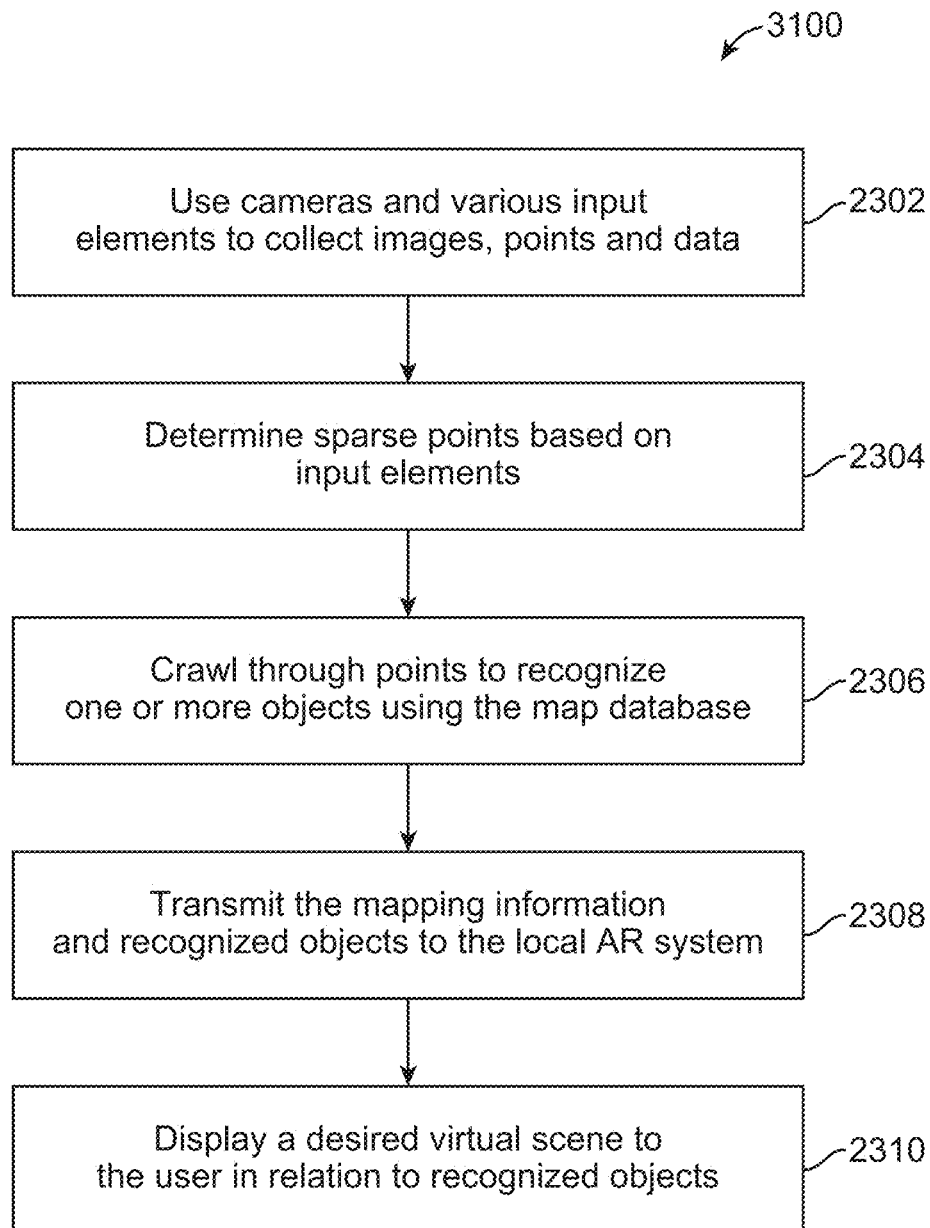 3100
Use cameras and various input
elements to collect images, points and data
2302
Determine sparse points based on
input elements
2304
Crawl through points to recognize
one or more objects using the map database
2306
Transmit the mapping information
and recognized objects to the local AR system
2308
Display a desired virtual scene to
the user in relation to recognized objects
2310